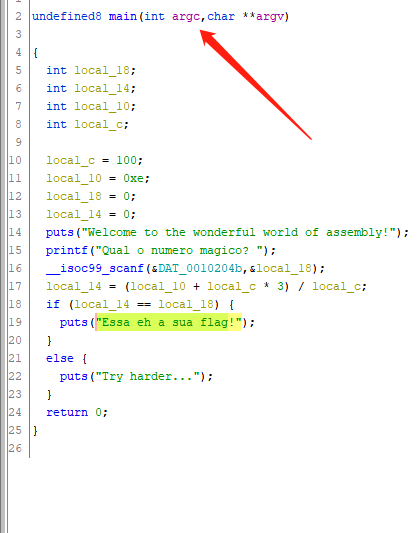 1
2 undefined8 main(int argc,char **argv)
3
4 {
5 int local_18;
6 int local_14;
7 int local_10;
8 int local_c;
9
10 local_c = 100;
11 local_10 = 0xe;
12 local_18 = 0;
13 local_14 = 0;
14 puts("Welcome to the wonderful world of assembly!");
15 printf("Qual o numero magico? ");
16 __isoc99_scanf(&DAT_0010204b,&local_18);
17 local_14 = (local_10 + local_c * 3) / local_c;
18 if (local_14 == local_18) {
19 puts("Essa eh a sua flag!");
20 }
21 else {
22 puts("Try harder...");
23 }
24 return 0;
25 }
26